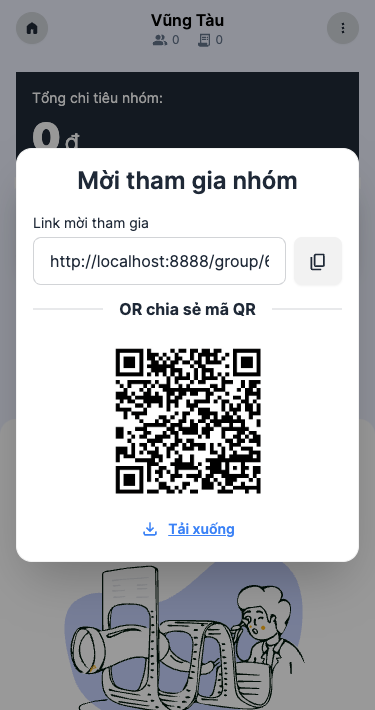 Vũng Tàu
0 0
Tổng chi tiêu nhóm:
0 đ
Mời tham gia nhóm
Link mời tham gia
http://localhost:8888/group/6
OR chia sẻ mã QR
Tải xuống